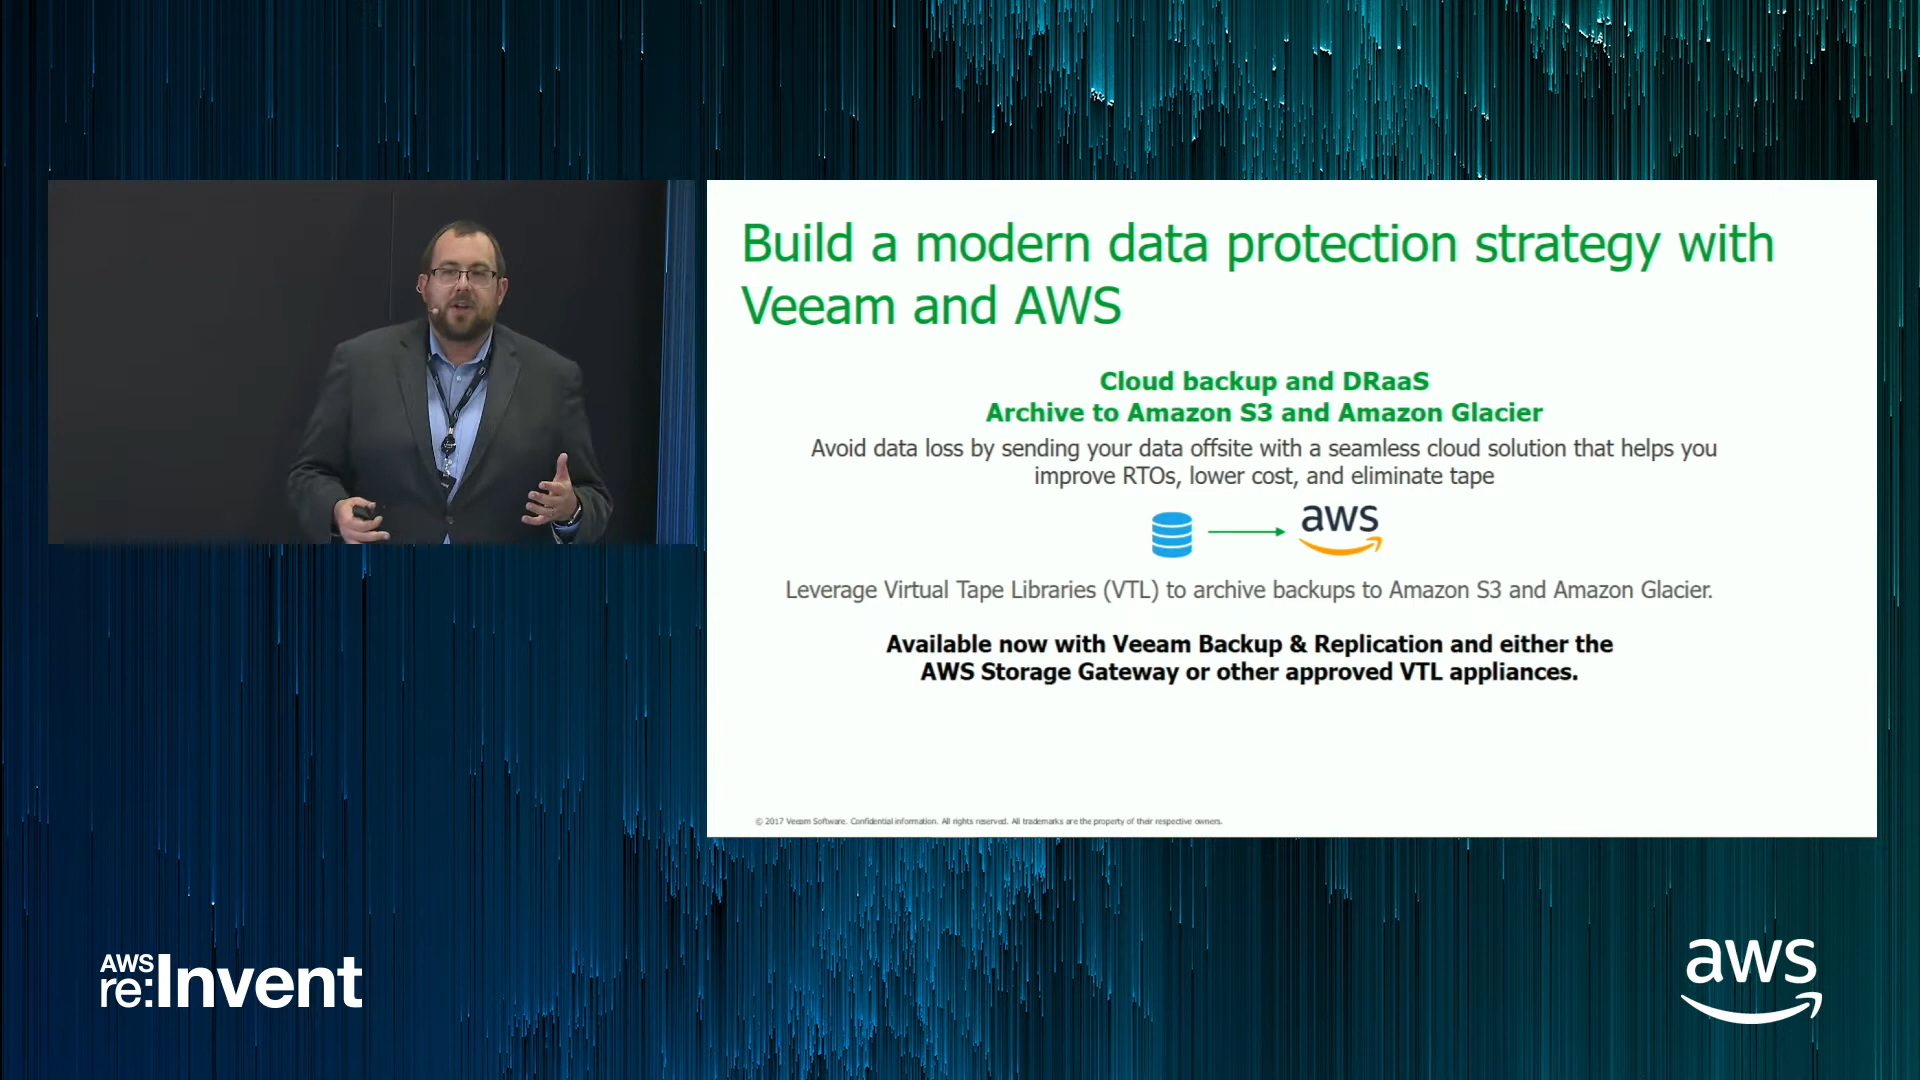 Build a modern data protection strategy with
Veeam and AWS
Cloud backup and DRaaS
Archive to Amazon S3 and Amazon Glacier
Avoid data loss by sending your data offsite with a seamless cloud solution that helps you
improve RTOs, lower cost, and eliminate tape
aws
Leverage Virtual Tape Libraries (VTL) to archive backups to Amazon S3 and Amazon Glacier.
Available now with Veeam Backup & Replication and either the
AWS Storage Gateway or other approved VTL appliances.
© 2017 Veeam Software. Confidential information. All rights reserved. All trademarks are the property of their respective owners.
AWS
re:Invent
aws